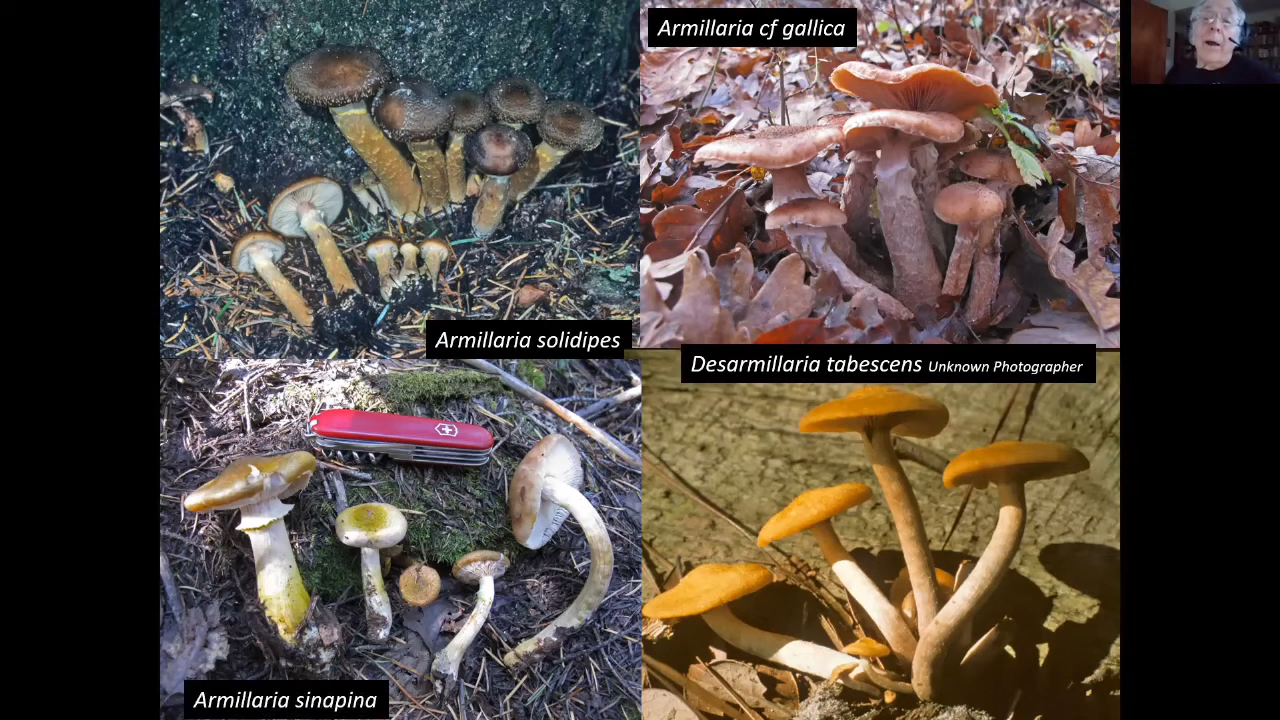 Armillaria cf gallica
Armillaria solidipes
Desarmillaria tabescens Unknown Photographer
Armillaria sinapina